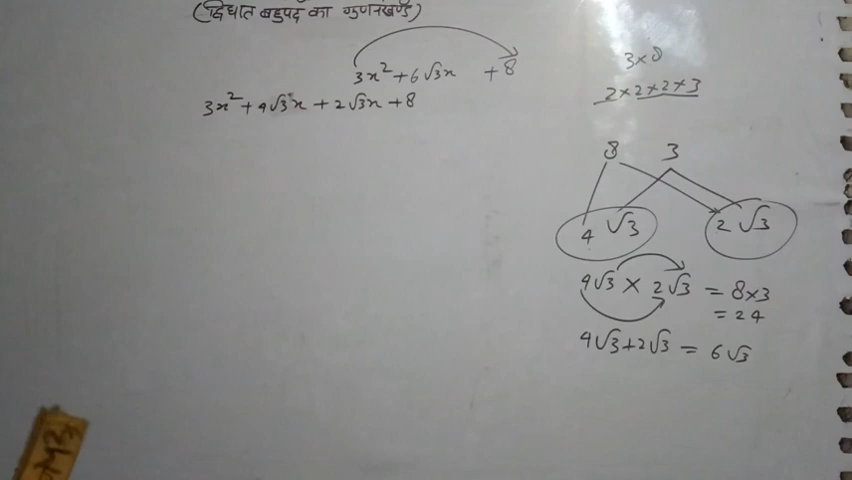 (द्विघात बहुपद का गुणनखण्ड)
3x² + 6√3x + 8
3x² + 4√3x + 2√3x + 8
3×8
2×2×2×3
8 3
4 √3 2 √3
4√3 × 2√3 = 8×3
= 24
4√3 + 2√3 = 6√3